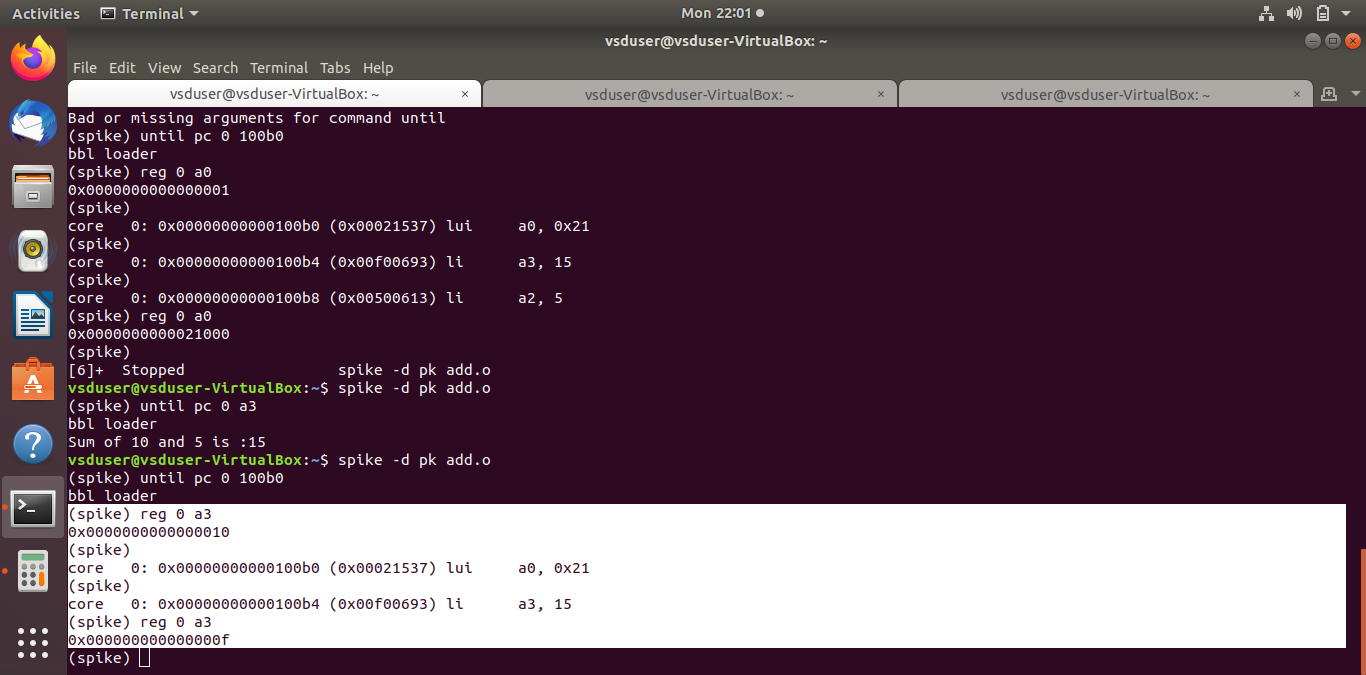 Activities Terminal Mon 22:01
vsduser@vsduser-VirtualBox: ~
File Edit View Search Terminal Tabs Help
vsduser@vsduser-VirtualBox: ~ × vsduser@vsduser-VirtualBox: ~ × vsduser@vsduser-VirtualBox: ~ ×
Bad or missing arguments for command until
(spike) until pc 0 100b0
bbl loader
(spike) reg 0 a0
0x0000000000000001
(spike)
core   0: 0x00000000000100b0 (0x00021537) lui     a0, 0x21
(spike)
core   0: 0x00000000000100b4 (0x00f00693) li      a3, 15
(spike)
core   0: 0x00000000000100b8 (0x00500613) li      a2, 5
(spike) reg 0 a0
0x0000000000021000
(spike)
[6]+  Stopped                 spike -d pk add.o
vsduser@vsduser-VirtualBox:~$ spike -d pk add.o
(spike) until pc 0 a3
bbl loader
Sum of 10 and 5 is :15
vsduser@vsduser-VirtualBox:~$ spike -d pk add.o
(spike) until pc 0 100b0
bbl loader
(spike) reg 0 a3
0x0000000000000010
(spike)
core   0: 0x00000000000100b0 (0x00021537) lui     a0, 0x21
(spike)
core   0: 0x00000000000100b4 (0x00f00693) li      a3, 15
(spike) reg 0 a3
0x000000000000000f
(spike)